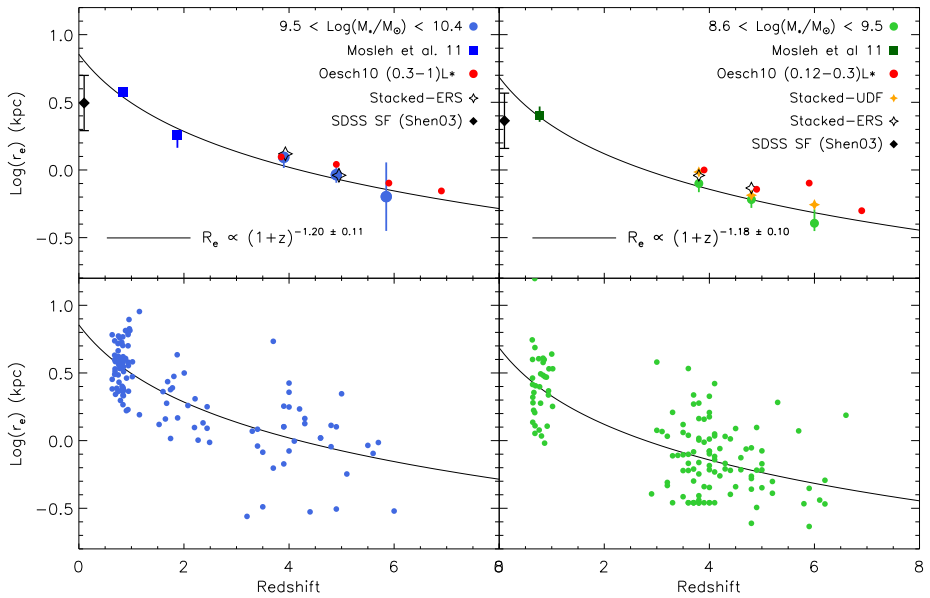 9.5 < Log(M⋆/M⊙) < 10.4
Mosleh et al. 11
Oesch10 (0.3−1)L*
Stacked−ERS
SDSS SF (Shen03)
Re ∝ (1+z)−1.20 ± 0.11
8.6 < Log(M⋆/M⊙) < 9.5
Mosleh et al 11
Oesch10 (0.12−0.3)L*
Stacked−UDF
Stacked−ERS
SDSS SF (Shen03)
Re ∝ (1+z)−1.18 ± 0.10
Log(re) (kpc)
1.0
0.5
0.0
−0.5
Log(re) (kpc)
1.0
0.5
0.0
−0.5
0 2 4 6 8
0 2 4 6 8
Redshift
Redshift